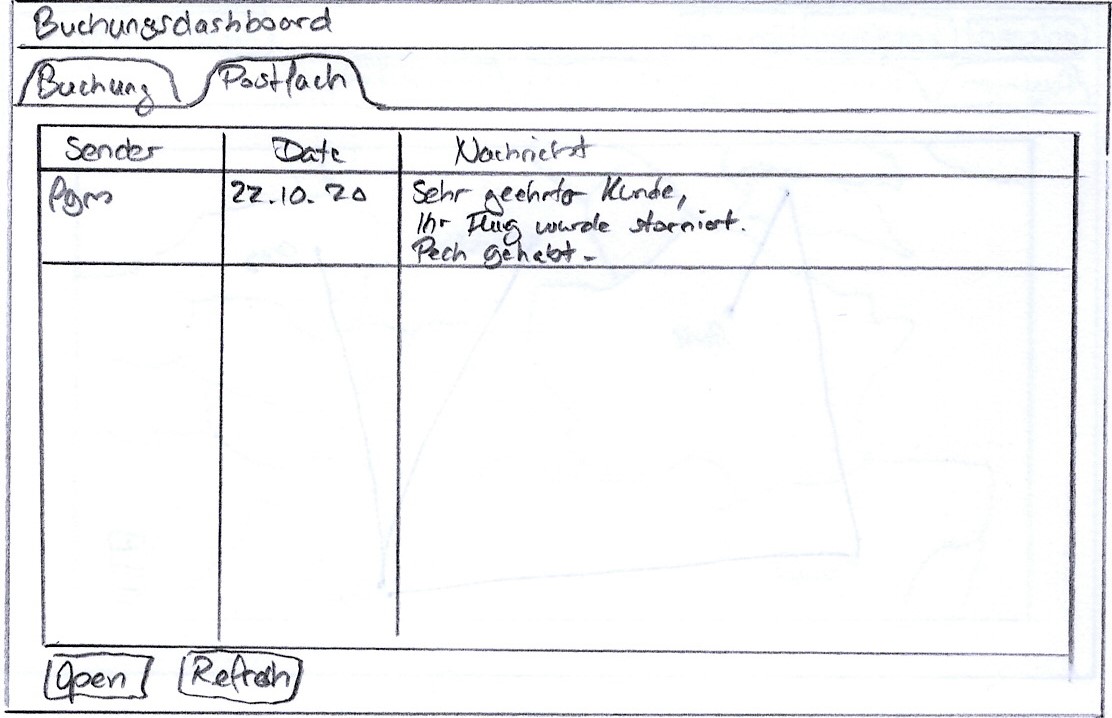 Buchungsdashboard
Buchung Postfach
Sender Date Nachricht
Pgm 22.10.20 Sehr geehrter Kunde,
Ihr Flug wurde storniert.
Pech gehabt.
Open Refresh